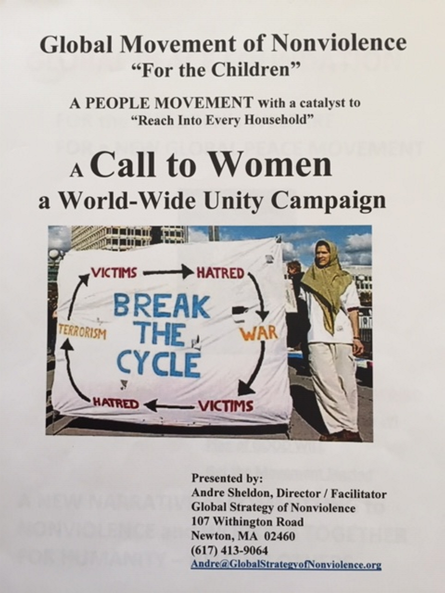 Global Movement of Nonviolence
“For the Children”
A PEOPLE MOVEMENT with a catalyst to
“Reach Into Every Household”
A Call to Women
a World-Wide Unity Campaign
VICTIMS HATRED
BREAK
THE
CYCLE
TERRORISM WAR
HATRED VICTIMS
Presented by:
Andre Sheldon, Director / Facilitator
Global Strategy of Nonviolence
107 Withington Road
Newton, MA 02460
(617) 413-9064
Andre@GlobalStrategyofNonviolence.org